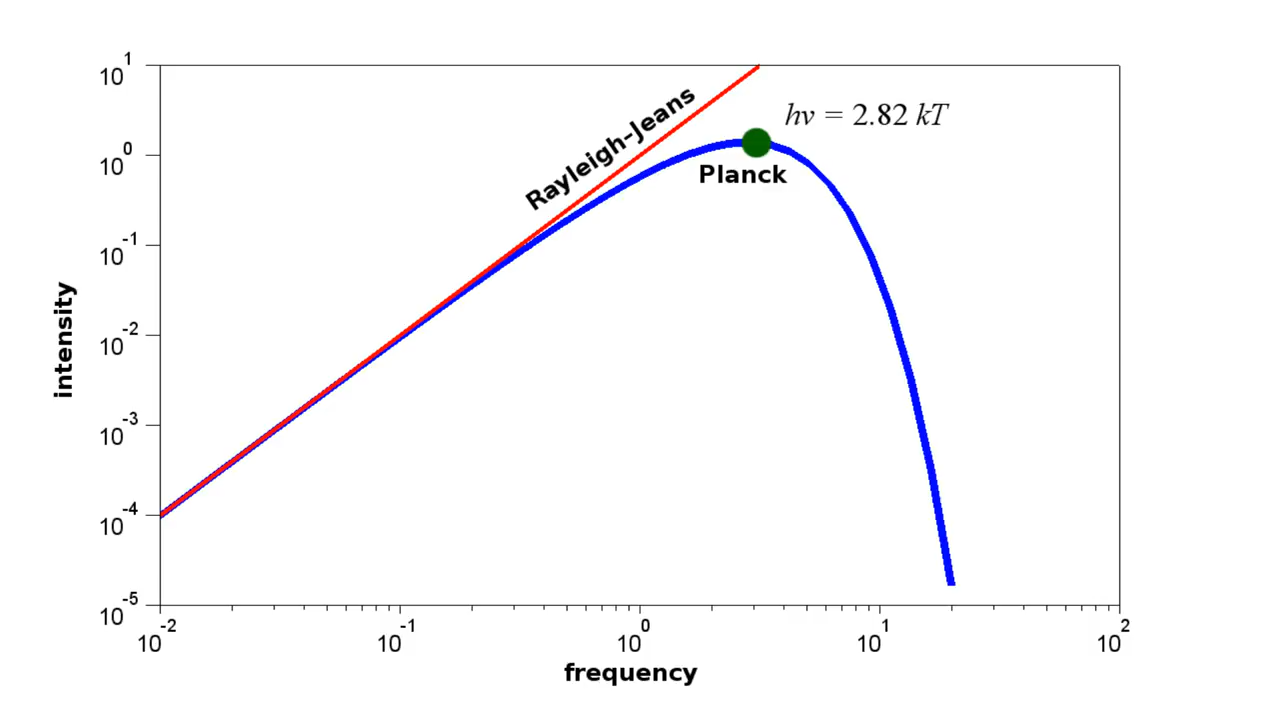 10^1
10^0
10^-1
10^-2
10^-3
10^-4
10^-5
intensity
Rayleigh-Jeans
hν = 2.82 kT
Planck
10^-2 10^-1 10^0 10^1 10^2
frequency